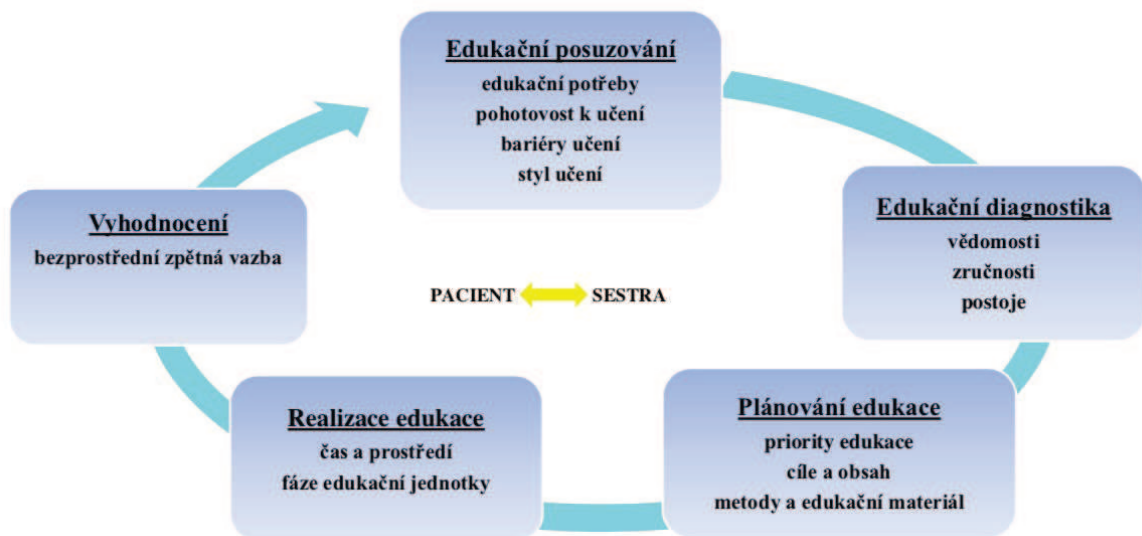 Edukační posuzování
edukační potřeby
pohotovost k učení
bariéry učení
styl učení
Edukační diagnostika
vědomosti
zručnosti
postoje
Plánování edukace
priority edukace
cíle a obsah
metody a edukační materiál
Realizace edukace
čas a prostředí
fáze edukační jednotky
Vyhodnocení
bezprostřední zpětná vazba
PACIENT SESTRA